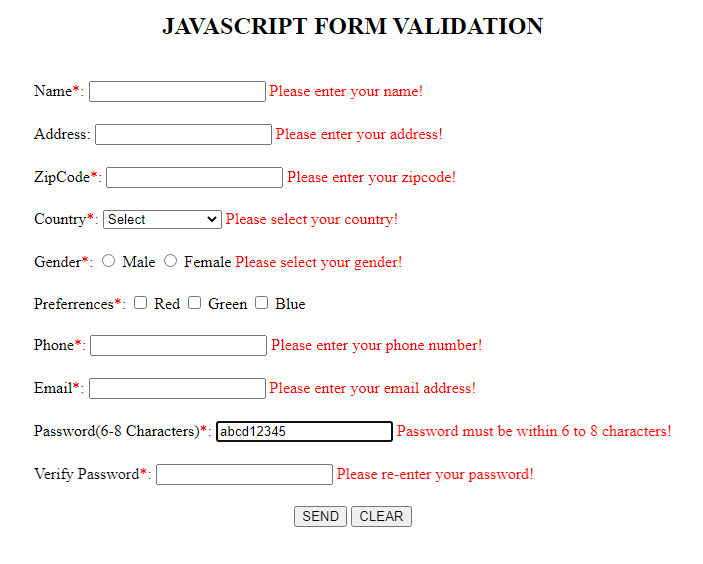 JAVASCRIPT FORM VALIDATION
Name*: Please enter your name!
Address: Please enter your address!
ZipCode*: Please enter your zipcode!
Country*: Select Please select your country!
Gender*: Male Female Please select your gender!
Preferrences*: Red Green Blue
Phone*: Please enter your phone number!
Email*: Please enter your email address!
Password(6-8 Characters)*: abcd12345 Password must be within 6 to 8 characters!
Verify Password*: Please re-enter your password!
SEND CLEAR